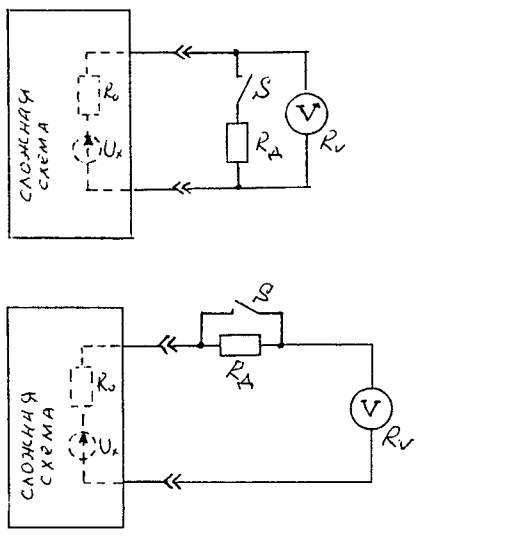 СЛОЖНАЯ
СХЕМА
R₀
Uₓ
S
R_Д
V
R_V
СЛОЖНАЯ
СХЕМА
R₀
Uₓ
S
R_Д
V
R_V